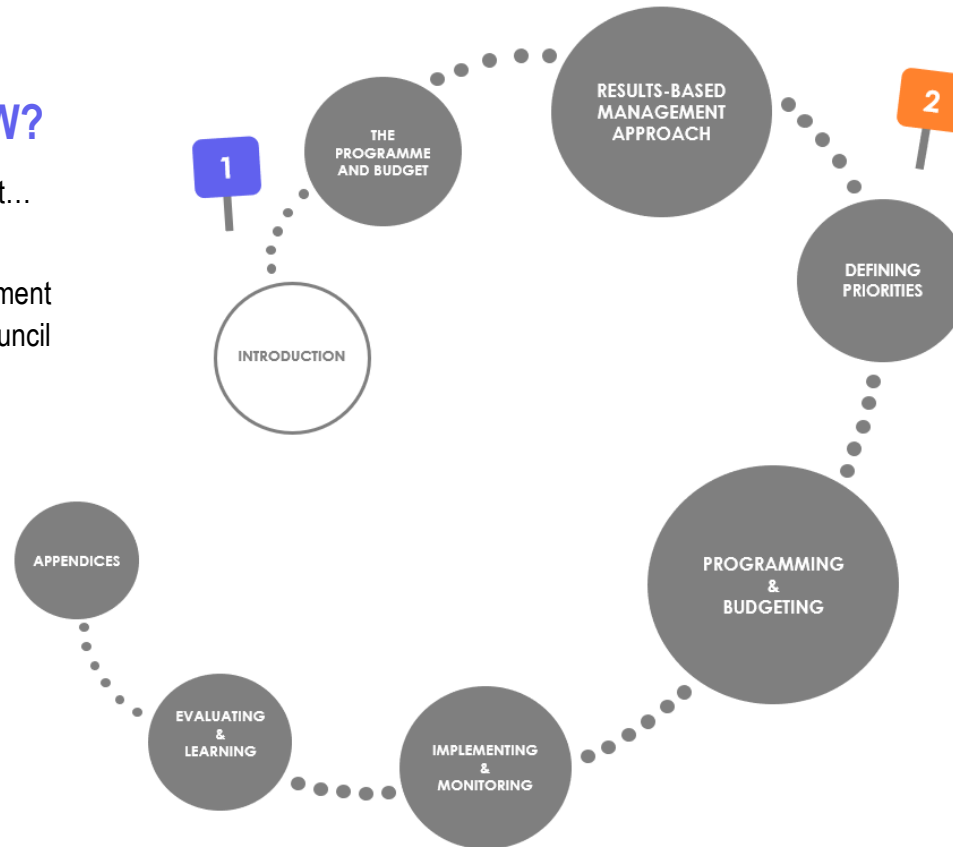 W?
t…
ment
uncil
1
THE
PROGRAMME
AND BUDGET
RESULTS-BASED
MANAGEMENT
APPROACH
2
DEFINING
PRIORITIES
INTRODUCTION
PROGRAMMING
&
BUDGETING
APPENDICES
EVALUATING
&
LEARNING
IMPLEMENTING
&
MONITORING